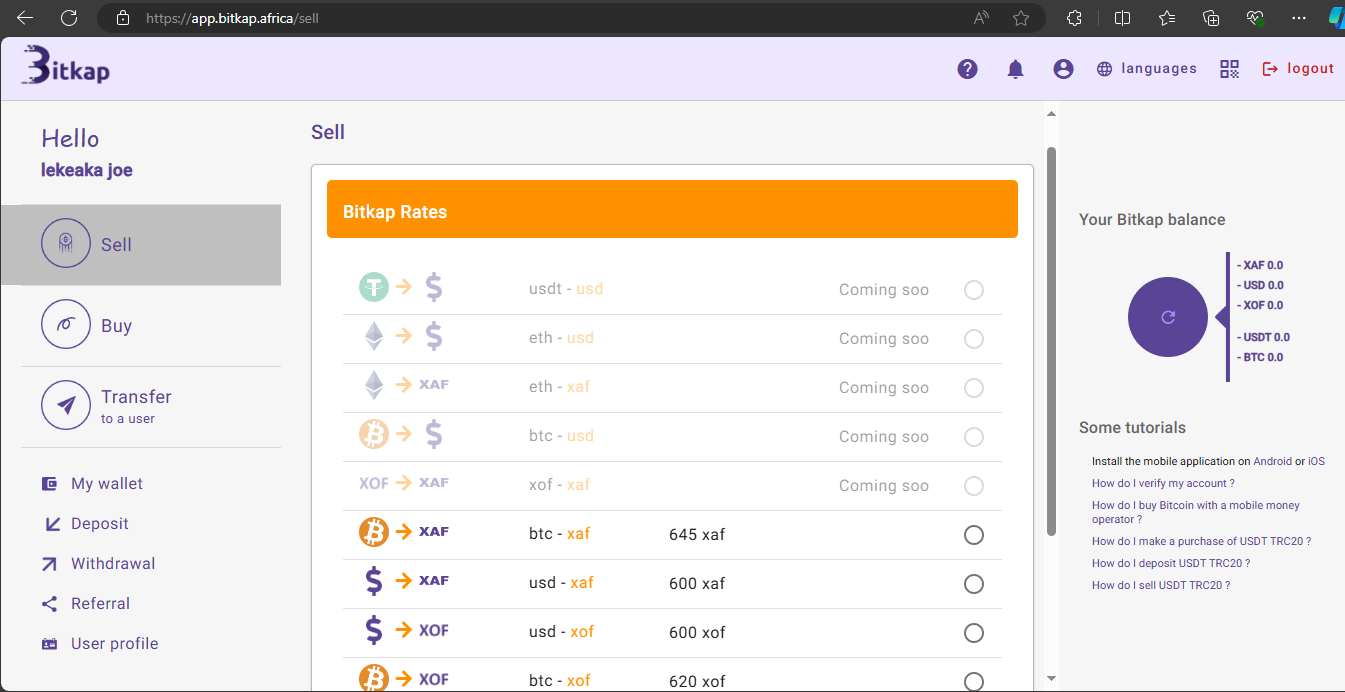 https://app.bitkap.africa/sell
Bitkap
languages
logout
Hello
lekeaka joe
Sell
Buy
Transfer
to a user
My wallet
Deposit
Withdrawal
Referral
User profile
Sell
Bitkap Rates
usdt - usd Coming soo
eth - usd Coming soo
XAF eth - xaf Coming soo
btc - usd Coming soo
XOF XAF xof - xaf Coming soo
XAF btc - xaf 645 xaf
XAF usd - xaf 600 xaf
XOF usd - xof 600 xof
XOF btc - xof 620 xof
Your Bitkap balance
- XAF 0.0
- USD 0.0
- XOF 0.0
- USDT 0.0
- BTC 0.0
Some tutorials
Install the mobile application on Android or iOS
How do I verify my account ?
How do I buy Bitcoin with a mobile money
operator ?
How do I make a purchase of USDT TRC20 ?
How do I deposit USDT TRC20 ?
How do I sell USDT TRC20 ?